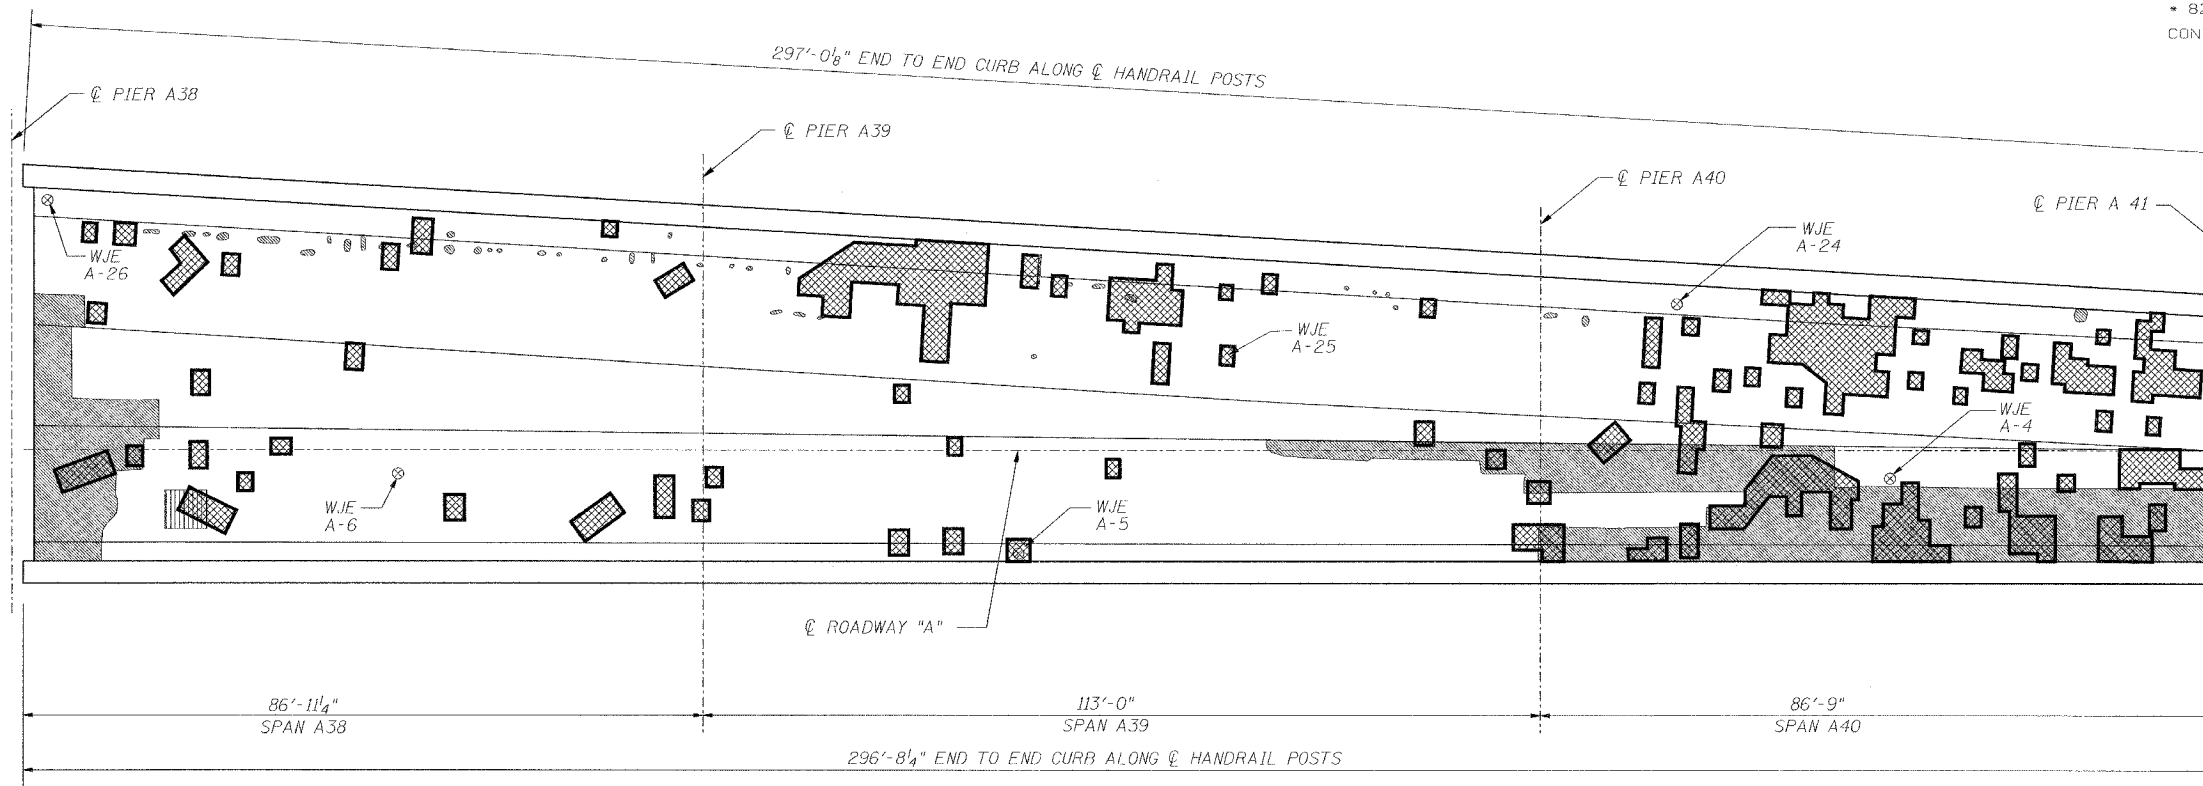 * 82
CON
297'-0⅛" END TO END CURB ALONG ℄ HANDRAIL POSTS
℄ PIER A38
℄ PIER A39
℄ PIER A40
℄ PIER A 41
WJE
A-26
WJE
A-24
WJE
A-25
WJE
A-4
WJE
A-6
WJE
A-5
℄ ROADWAY "A"
86'-11¼"
SPAN A38
113'-0"
SPAN A39
86'-9"
SPAN A40
296'-8¼" END TO END CURB ALONG ℄ HANDRAIL POSTS